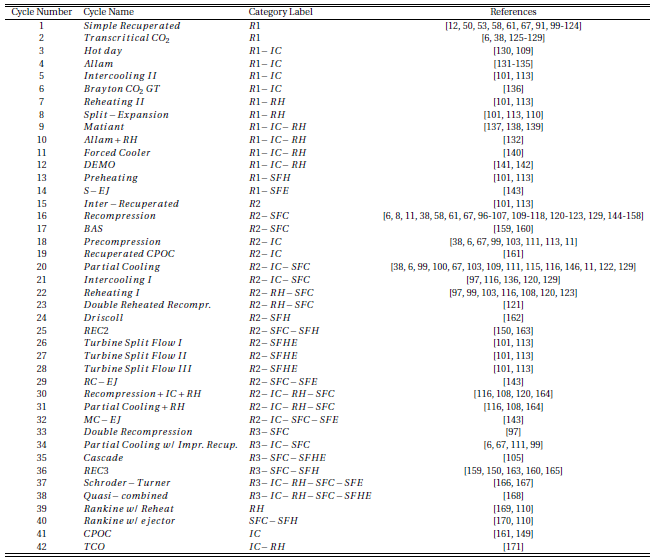 Cycle Number Cycle Name Category Label References
1 Simple Recuperated R1 [12, 50, 53, 58, 61, 67, 91, 99-124]
2 Transcritical CO2 R1 [6, 38, 125-129]
3 Hot day R1-IC [130, 109]
4 Allam R1-IC [131-135]
5 Intercooling II R1-IC [101, 113]
6 Brayton CO2 GT R1-IC [136]
7 Reheating II R1-RH [101, 113]
8 Split-Expansion R1-RH [101, 113, 110]
9 Matiant R1-IC-RH [137, 138, 139]
10 Allam+RH R1-IC-RH [132]
11 Forced Cooler R1-IC-RH [140]
12 DEMO R1-IC-RH [141, 142]
13 Preheating R1-SFH [101, 113]
14 S-EJ R1-SFE [143]
15 Inter-Recuperated R2 [101, 113]
16 Recompression R2-SFC [6, 8, 11, 38, 58, 61, 67, 96-107, 109-118, 120-123, 129, 144-158]
17 BAS R2-SFC [159, 160]
18 Precompression R2-IC [38, 6, 67, 99, 103, 111, 113, 11]
19 Recuperated CPOC R2-IC [161]
20 Partial Cooling R2-IC-SFC [38, 6, 99, 100, 67, 103, 109, 111, 115, 116, 146, 11, 122, 129]
21 Intercooling I R2-IC-SFC [97, 116, 136, 120, 129]
22 Reheating I R2-RH-SFC [97, 99, 103, 116, 108, 120, 123]
23 Double Reheated Recompr. R2-RH-SFC [121]
24 Driscoll R2-SFH [162]
25 REC2 R2-SFC-SFH [150, 163]
26 Turbine Split Flow I R2-SFHE [101, 113]
27 Turbine Split Flow II R2-SFHE [101, 113]
28 Turbine Split Flow III R2-SFHE [101, 113]
29 RC-EJ R2-SFC-SFE [143]
30 Recompression+IC+RH R2-IC-RH-SFC [116, 108, 120, 164]
31 Partial Cooling+RH R2-IC-RH-SFC [116, 108, 164]
32 MC-EJ R2-IC-SFC-SFE [143]
33 Double Recompression R3-SFC [97]
34 Partial Cooling w/ Impr. Recup. R3-IC-SFC [6, 67, 111, 99]
35 Cascade R3-SFC-SFHE [105]
36 REC3 R3-SFC-SFH [159, 150, 163, 160, 165]
37 Schroder-Turner R3-IC-RH-SFC-SFE [166, 167]
38 Quasi-combined R3-IC-RH-SFC-SFHE [168]
39 Rankine w/ Reheat RH [169, 110]
40 Rankine w/ ejector SFC-SFH [170, 110]
41 CPOC IC [161, 149]
42 TCO IC-RH [171]